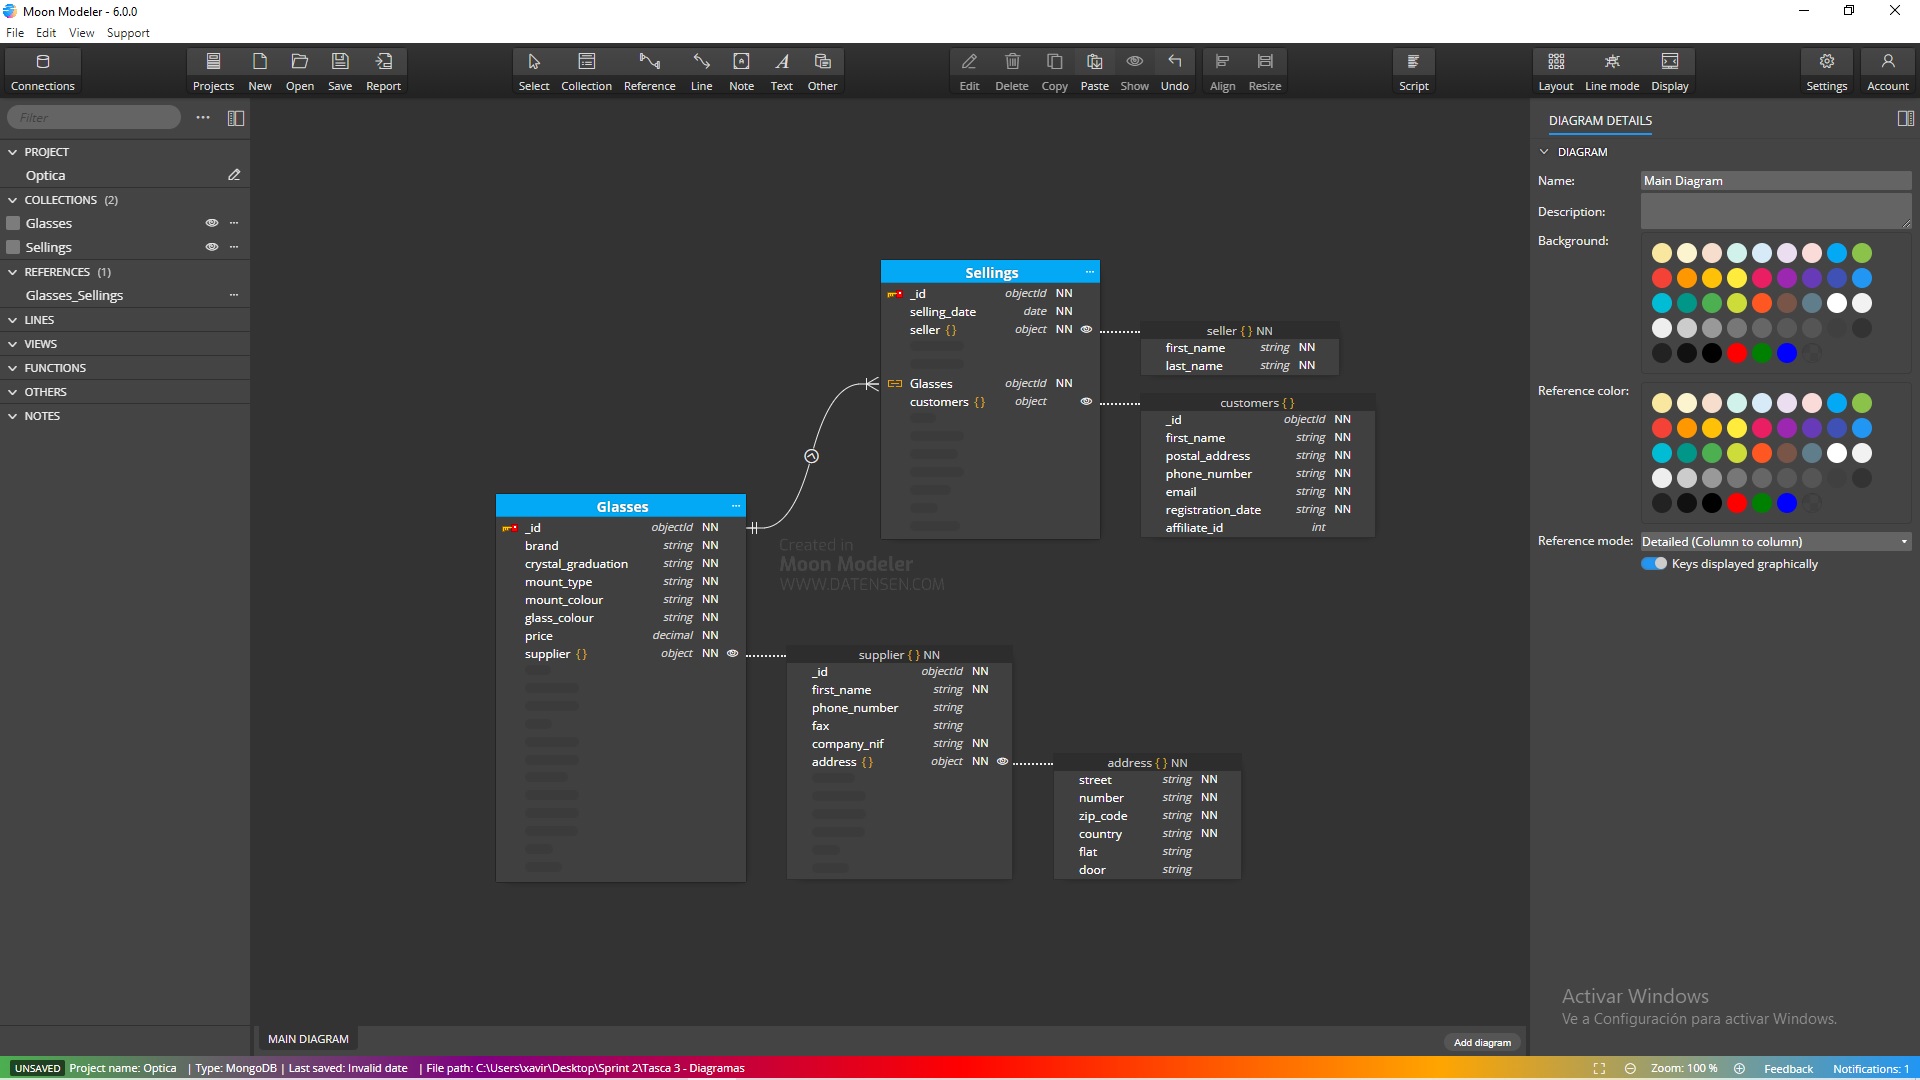 Moon Modeler - 6.0.0
File Edit View Support
Connections Projects New Open Save Report Select Collection Reference Line Note Text Other Edit Delete Copy Paste Show Undo Align Resize Script Layout Line mode Display Settings Account
Filter
PROJECT
Optica
COLLECTIONS (2)
Glasses
Sellings
REFERENCES (1)
Glasses_Sellings
LINES
VIEWS
FUNCTIONS
OTHERS
NOTES
Sellings
_id objectId NN
selling_date date NN
seller {} object NN
Glasses objectId NN
customers {} object
seller {} NN
first_name string NN
last_name string NN
customers {}
_id objectId NN
first_name string NN
postal_address string NN
phone_number string NN
email string NN
registration_date string NN
affiliate_id int
Glasses
_id objectId NN
brand string NN
crystal_graduation string NN
mount_type string NN
mount_colour string NN
glass_colour string NN
price decimal NN
supplier {} object NN
Created in
Moon Modeler
WWW.DATENSEN.COM
supplier {} NN
_id objectId NN
first_name string NN
phone_number string
fax string
company_nif string NN
address {} object NN
address {} NN
street string NN
number string NN
zip_code string NN
country string NN
flat string
door string
DIAGRAM DETAILS
DIAGRAM
Name: Main Diagram
Description:
Background:
Reference color:
Reference mode: Detailed (Column to column)
Keys displayed graphically
Activar Windows
Ve a Configuración para activar Windows.
MAIN DIAGRAM
Add diagram
UNSAVED Project name: Optica | Type: MongoDB | Last saved: Invalid date | File path: C:\Users\xavir\Desktop\Sprint 2\Tasca 3 - Diagramas
Zoom: 100 % Feedback Notifications: 1